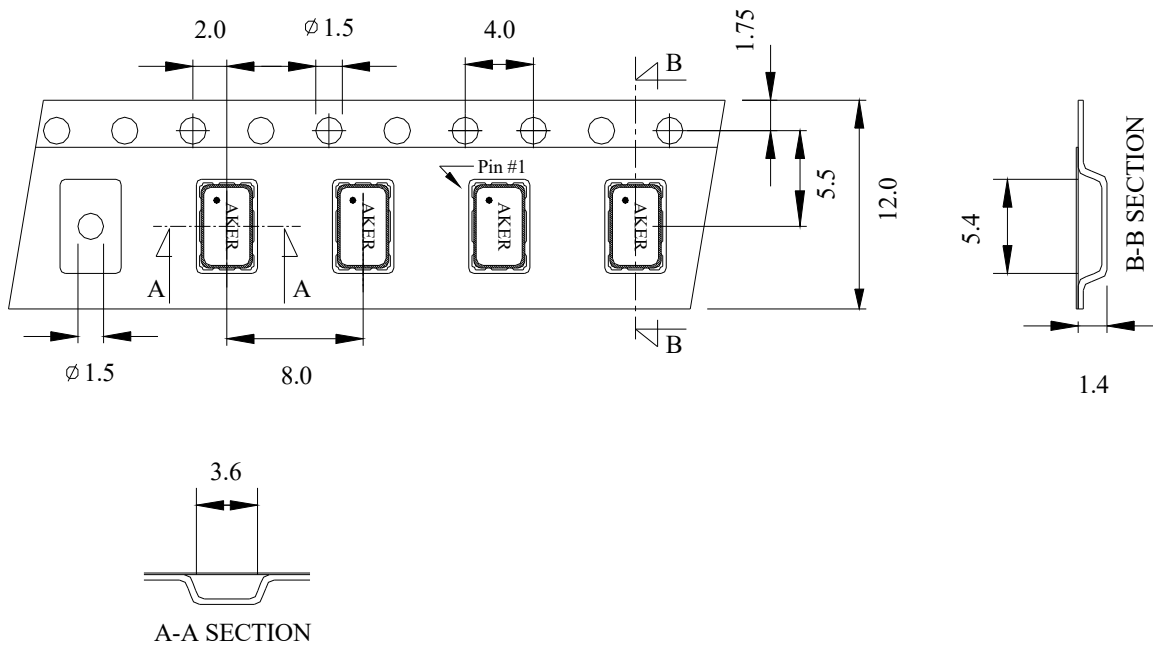 2.0
⌀ 1.5
4.0
1.75
B
Pin #1
5.5
12.0
AKER
AKER
AKER
AKER
A
A
B
⌀ 1.5
8.0
5.4
B-B SECTION
1.4
3.6
A-A SECTION